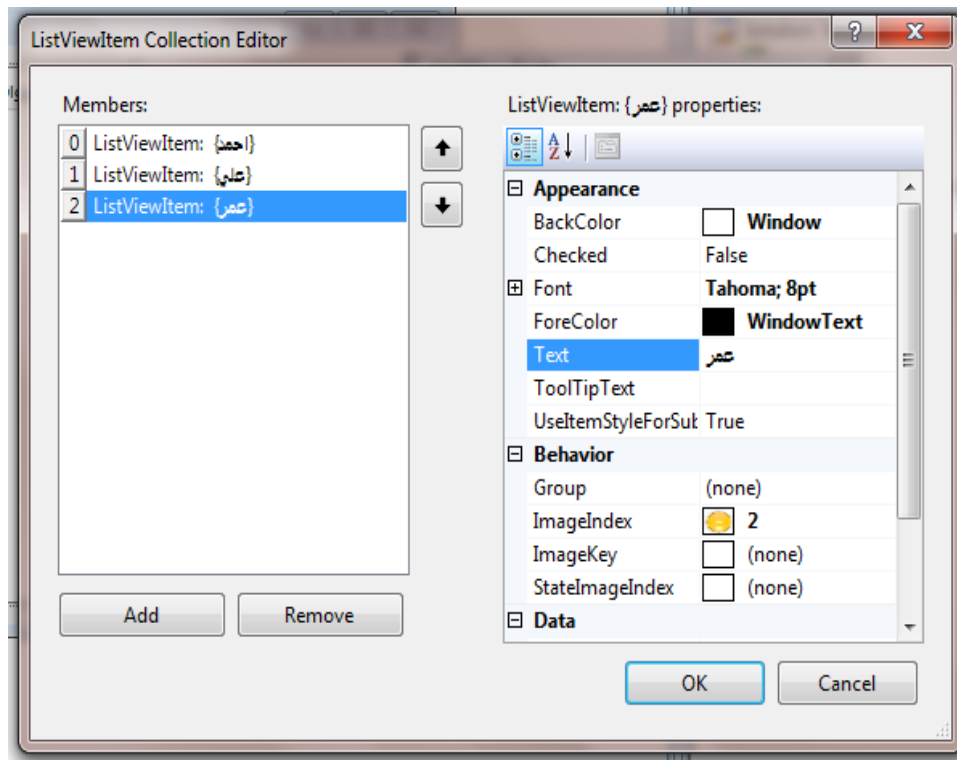 ListViewItem Collection Editor
Members:
0 ListViewItem: {احمد}
1 ListViewItem: {علي}
2 ListViewItem: {عمر}
Add
Remove
ListViewItem: {عمر} properties:
Appearance
BackColor Window
Checked False
Font Tahoma; 8pt
ForeColor WindowText
Text عمر
ToolTipText
UseItemStyleForSub True
Behavior
Group (none)
ImageIndex 2
ImageKey (none)
StateImageIndex (none)
Data
OK
Cancel